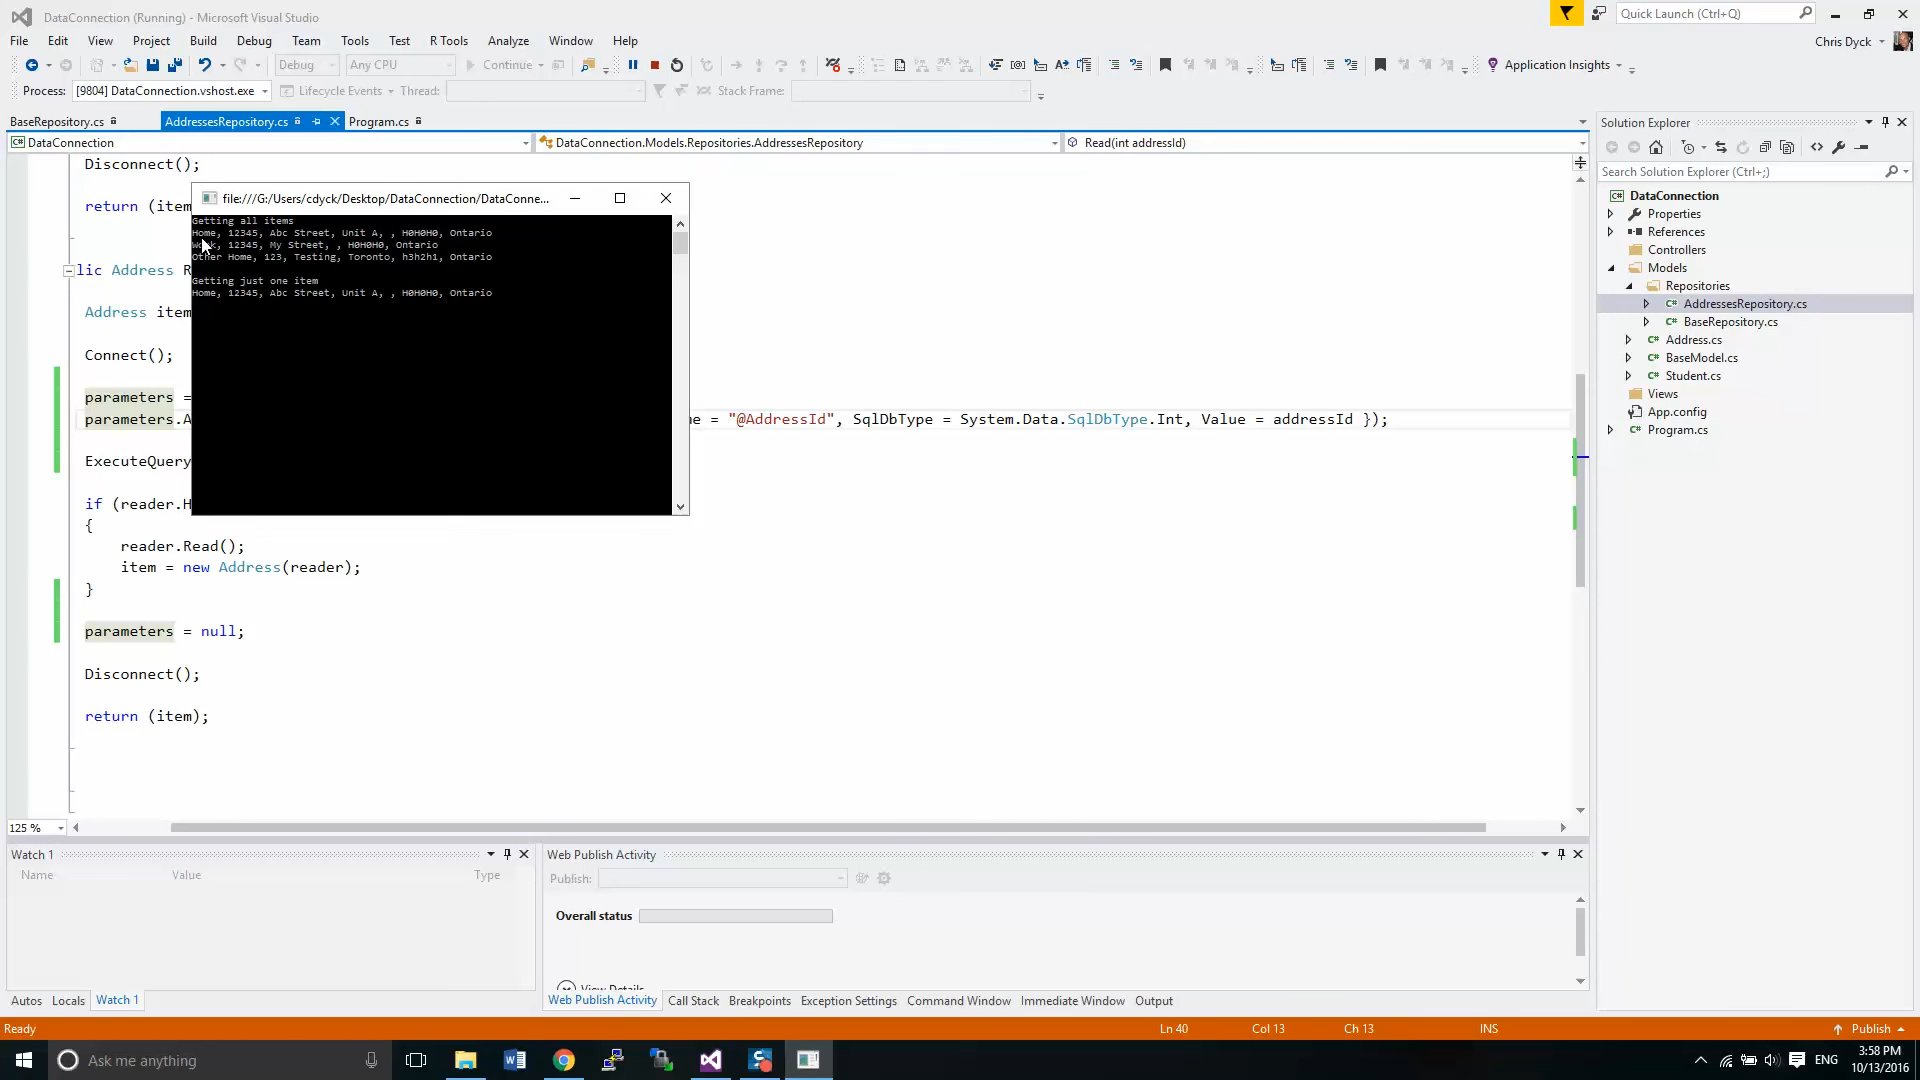 DataConnection (Running) - Microsoft Visual Studio
Quick Launch (Ctrl+Q)
File Edit View Project Build Debug Team Tools Test R Tools Analyze Window Help
Chris Dyck
Debug Any CPU Continue Application Insights
Process: [9804] DataConnection.vshost.exe Lifecycle Events Thread: Stack Frame:
BaseRepository.cs AddressesRepository.cs Program.cs
DataConnection DataConnection.Models.Repositories.AddressesRepository Read(int addressId)
Disconnect();
return (item
lic Address R
Address item
Connect();
parameters =
parameters.A
me = "@AddressId", SqlDbType = System.Data.SqlDbType.Int, Value = addressId });
ExecuteQuery
if (reader.H
{
reader.Read();
item = new Address(reader);
}
parameters = null;
Disconnect();
return (item);
file:///G:/Users/cdyck/Desktop/DataConnection/DataConne...
Getting all items
Home, 12345, Abc Street, Unit A, , H0H0H0, Ontario
Work, 12345, My Street, , H0H0H0, Ontario
Other Home, 123, Testing, Toronto, h3h2h1, Ontario
Getting just one item
Home, 12345, Abc Street, Unit A, , H0H0H0, Ontario
125 %
Solution Explorer
Search Solution Explorer (Ctrl+;)
DataConnection
Properties
References
Controllers
Models
Repositories
AddressesRepository.cs
BaseRepository.cs
Address.cs
BaseModel.cs
Student.cs
Views
App.config
Program.cs
Watch 1
Name Value Type
Autos Locals Watch 1
Web Publish Activity
Publish:
Overall status
View Details
Web Publish Activity Call Stack Breakpoints Exception Settings Command Window Immediate Window Output
Ready Ln 40 Col 13 Ch 13 INS Publish
Ask me anything
ENG
3:58 PM
10/13/2016